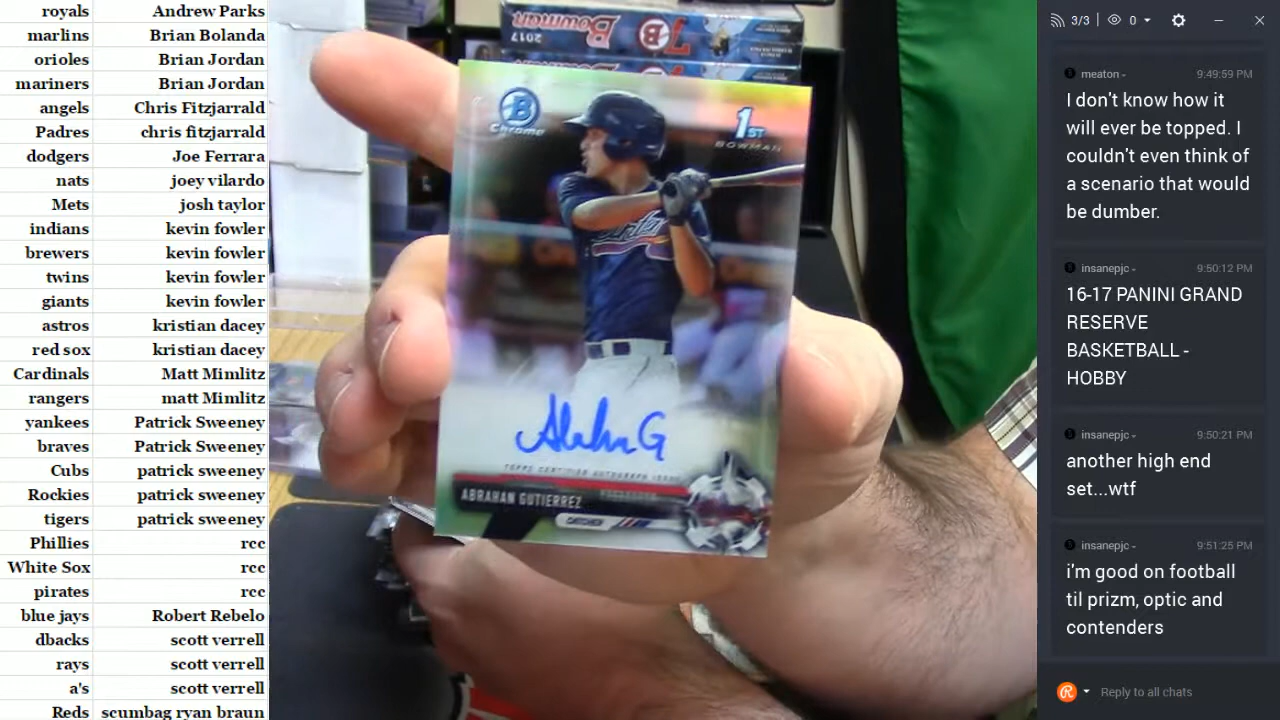 royals Andrew Parks
marlins Brian Bolanda
orioles Brian Jordan
mariners Brian Jordan
angels Chris Fitzjarrald
Padres chris fitzjarrald
dodgers Joe Ferrara
nats joey vilardo
Mets josh taylor
indians kevin fowler
brewers kevin fowler
twins kevin fowler
giants kevin fowler
astros kristian dacey
red sox kristian dacey
Cardinals Matt Mimlitz
rangers matt Mimlitz
yankees Patrick Sweeney
braves Patrick Sweeney
Cubs patrick sweeney
Rockies patrick sweeney
tigers patrick sweeney
Phillies rcc
White Sox rcc
pirates rcc
blue jays Robert Rebelo
dbacks scott verrell
rays scott verrell
a's scott verrell
Reds scumbag ryan braun
2017 Bowman
B Chrome
1ST
BOWMAN
TOPPS CERTIFIED AUTOGRAPH ISSUE
ABRAHAN GUTIERREZ
CATCHER
3/3 0
meaton - 9:49:59 PM
I don't know how it
will ever be topped. I
couldn't even think of
a scenario that would
be dumber.
insanepjc - 9:50:12 PM
16-17 PANINI GRAND
RESERVE
BASKETBALL -
HOBBY
insanepjc - 9:50:21 PM
another high end
set...wtf
insanepjc - 9:51:25 PM
i'm good on football
til prizm, optic and
contenders
Reply to all chats